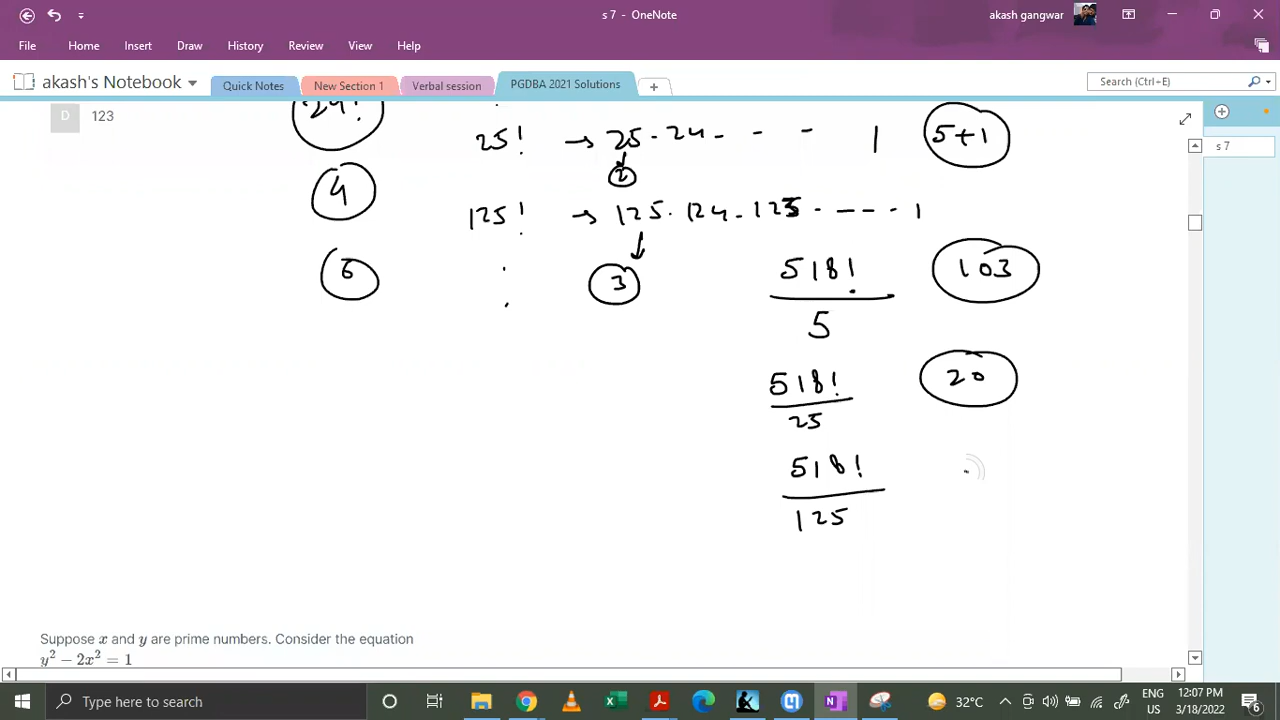 s 7 - OneNote
akash gangwar
File Home Insert Draw History Review View Help
akash's Notebook
Quick Notes
New Section 1
Verbal session
PGDBA 2021 Solutions
Search (Ctrl+E)
s 7
D 123
24!
25! → 25 - 24 - - - 1
5+1
2
4
125! → 125 - 124 - 123 - - - - - 1
6
3
518!
5
103
518!
25
20
518!
125
Suppose x and y are prime numbers. Consider the equation
y² − 2x² = 1
Type here to search
32°C
ENG
US
12:07 PM
3/18/2022
6